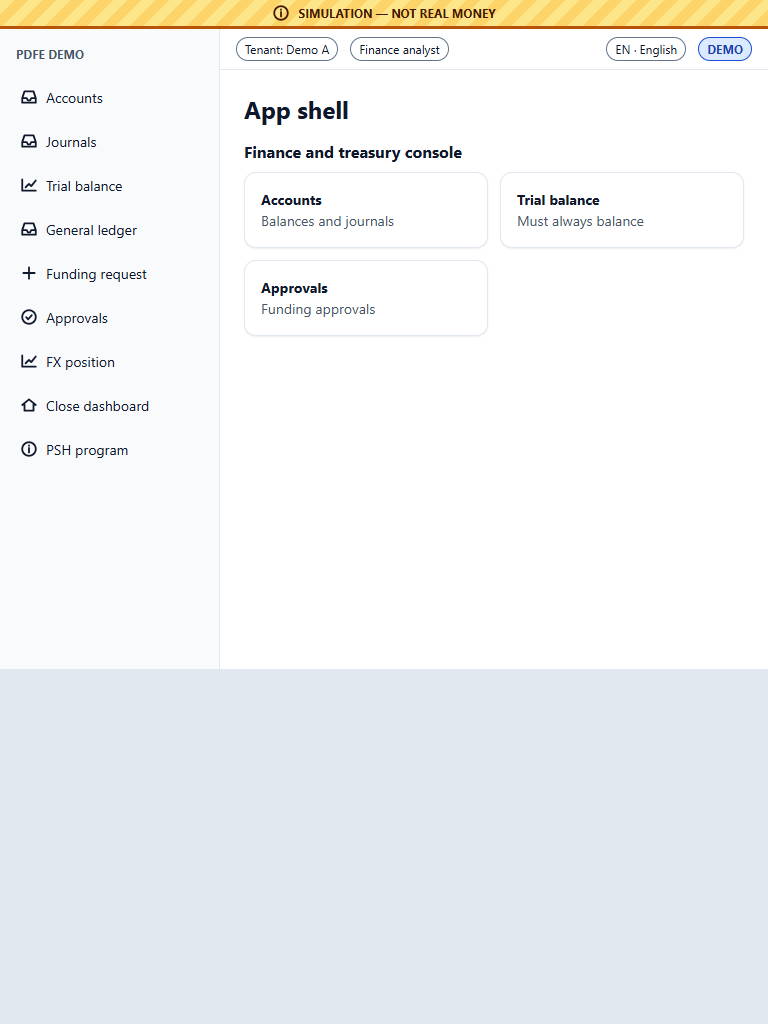 SIMULATION — NOT REAL MONEY
PDFE DEMO
Tenant: Demo A
Finance analyst
EN · English
DEMO
Accounts
Journals
Trial balance
General ledger
Funding request
Approvals
FX position
Close dashboard
PSH program
App shell
Finance and treasury console
Accounts
Balances and journals
Trial balance
Must always balance
Approvals
Funding approvals